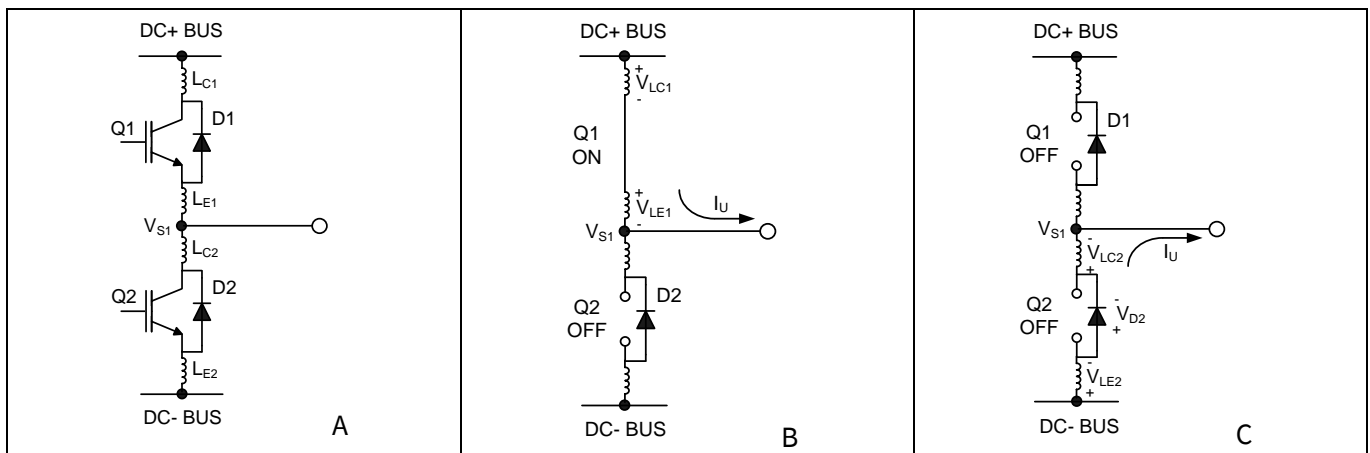 DC+ BUS
LC1
Q1
D1
LE1
VS1
LC2
Q2
D2
LE2
DC- BUS
A
DC+ BUS
+
VLC1
-
Q1
ON
+
VLE1
-
IU
VS1
D2
Q2
OFF
DC- BUS
B
DC+ BUS
D1
Q1
OFF
VS1
-
VLC2
+
IU
Q2
OFF
-
VD2
+
-
VLE2
+
DC- BUS
C